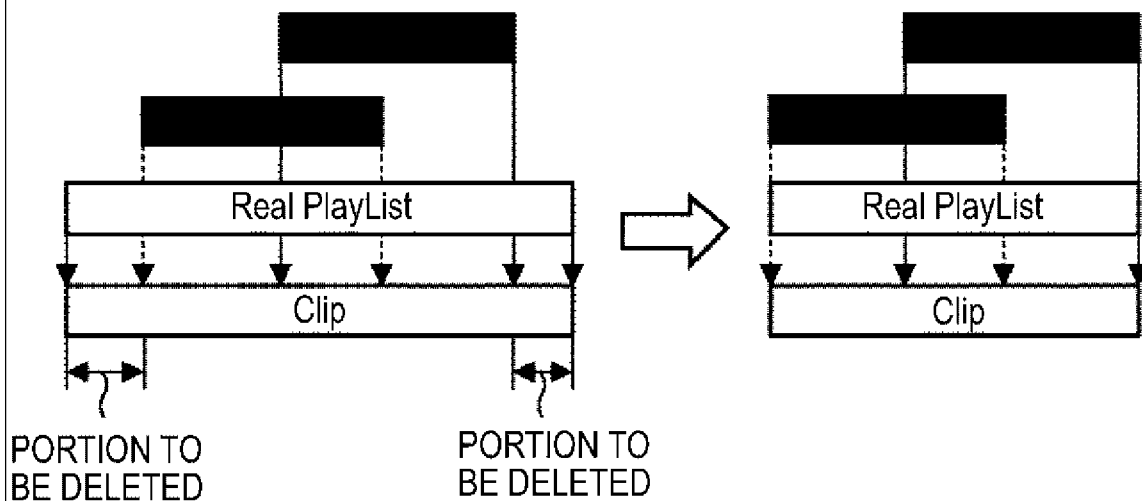 Real PlayList
Real PlayList
Clip
Clip
PORTION TO
BE DELETED
PORTION TO
BE DELETED